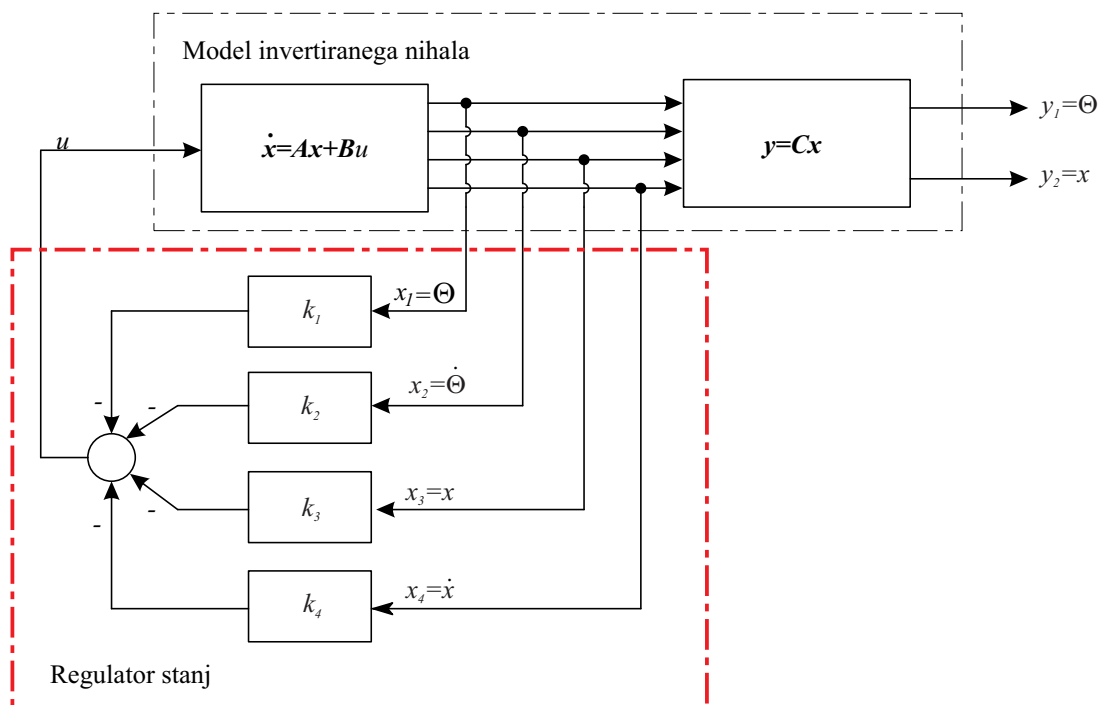 Model invertiranega nihala
u
ẋ=Ax+Bu
y=Cx
y₁=Θ
y₂=x
k₁
x₁=Θ
k₂
x₂=Θ̇
k₃
x₃=x
k₄
x₄=ẋ
-
-
-
-
Regulator stanj